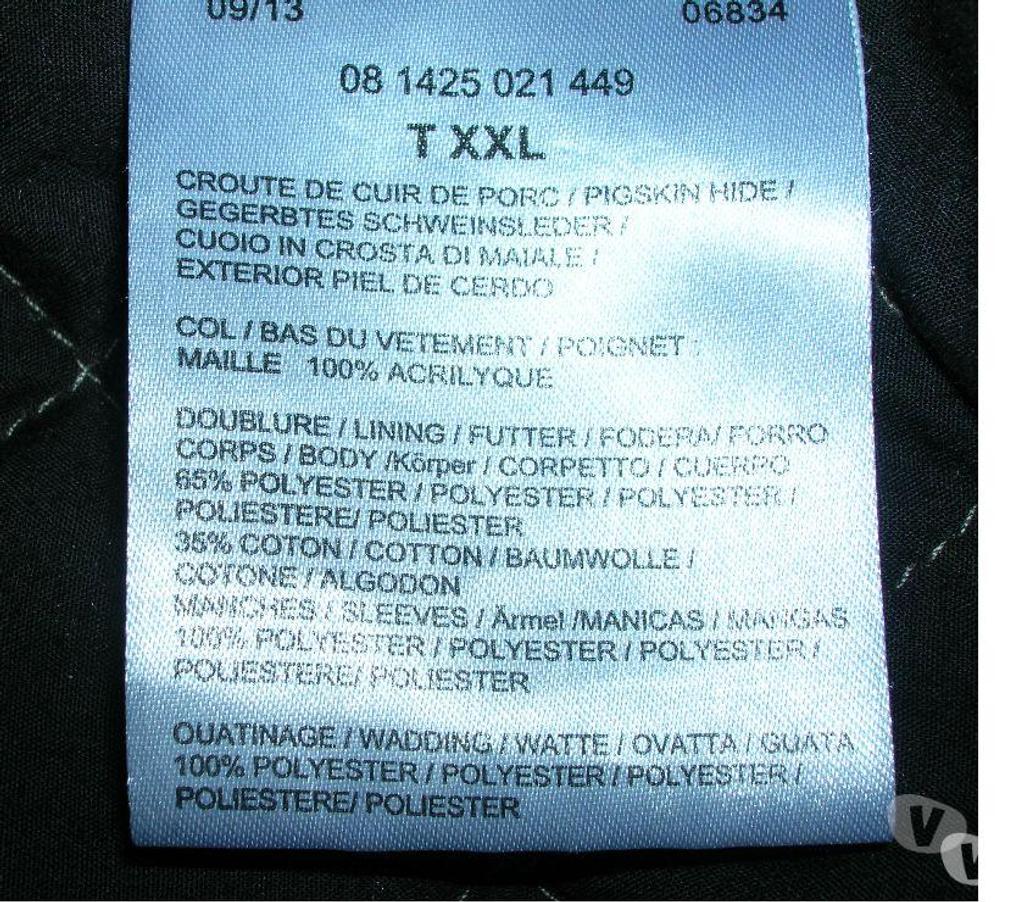 09/13 06834
08 1425 021 449
T XXL
CROUTE DE CUIR DE PORC / PIGSKIN HIDE /
GEGERBTES SCHWEINSLEDER /
CUOIO IN CROSTA DI MAIALE /
EXTERIOR PIEL DE CERDO
COL / BAS DU VETEMENT / POIGNET :
MAILLE 100% ACRILYQUE
DOUBLURE / LINING / FUTTER / FODERA/ FORRO
CORPS / BODY /Körper / CORPETTO / CUERPO
65% POLYESTER / POLYESTER / POLYESTER /
POLIESTERE/ POLIESTER
35% COTON / COTTON / BAUMWOLLE /
COTONE / ALGODON
MANCHES / SLEEVES / Ärmel /MANICAS / MANGAS
100% POLYESTER / POLYESTER / POLYESTER /
POLIESTERE/ POLIESTER
OUATINAGE / WADDING / WATTE / OVATTA / GUATA
100% POLYESTER / POLYESTER / POLYESTER /
POLIESTERE/ POLIESTER
V
V